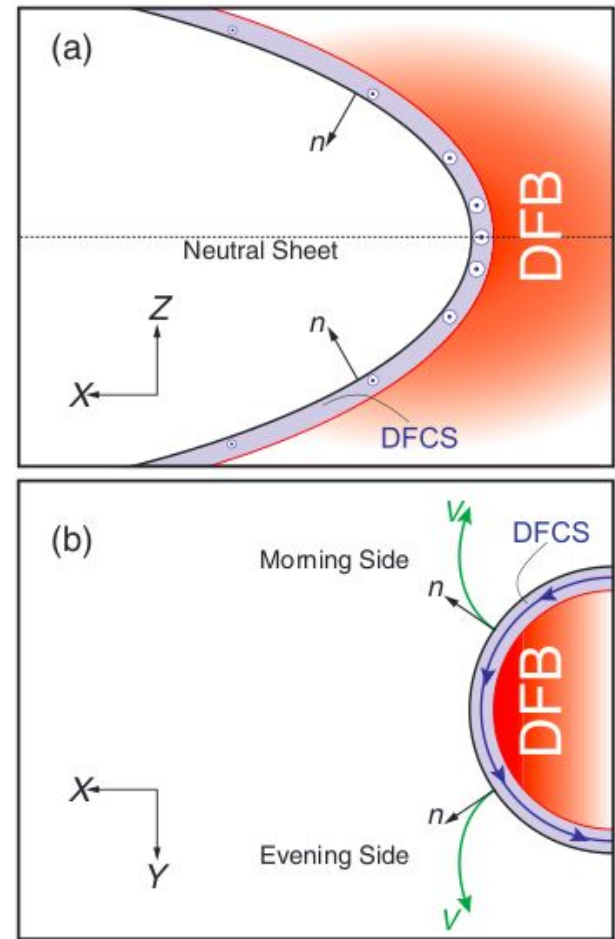 (a)
n
DFB
Neutral Sheet
Z
n
X
DFCS
(b)
V
DFCS
Morning Side
n
DFB
X
n
Y
Evening Side
V